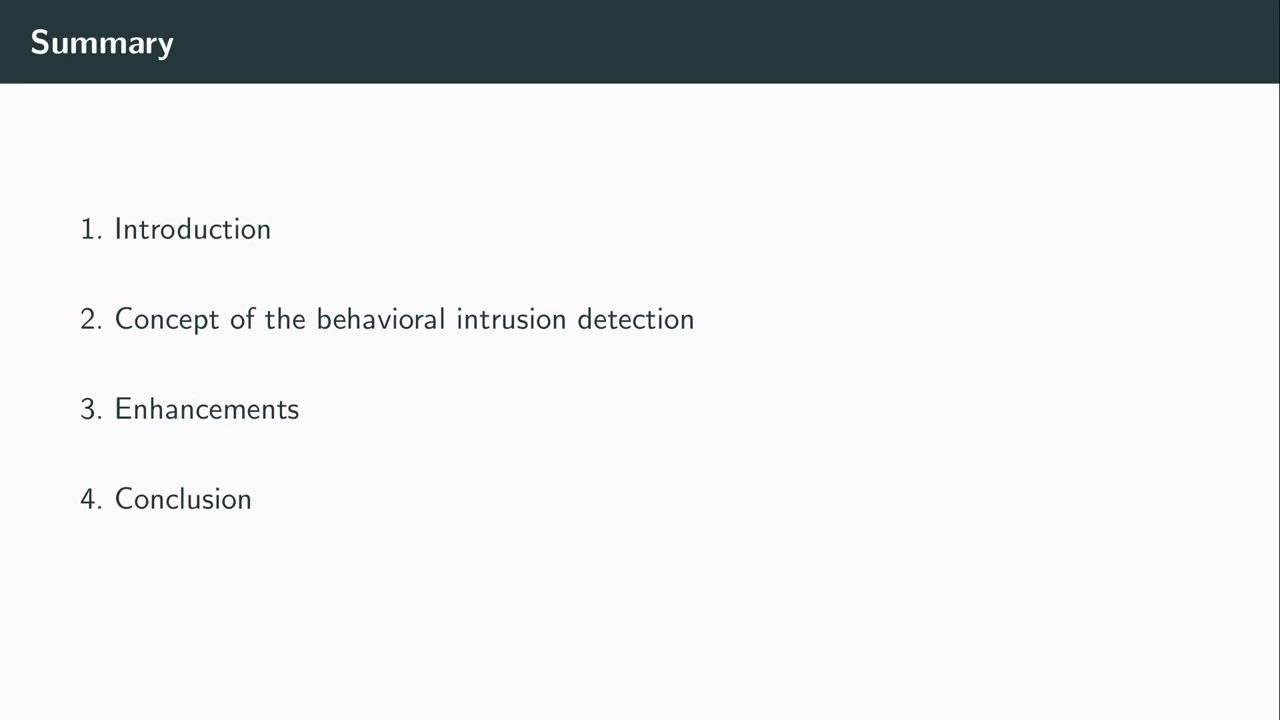 Summary
1. Introduction
2. Concept of the behavioral intrusion detection
3. Enhancements
4. Conclusion